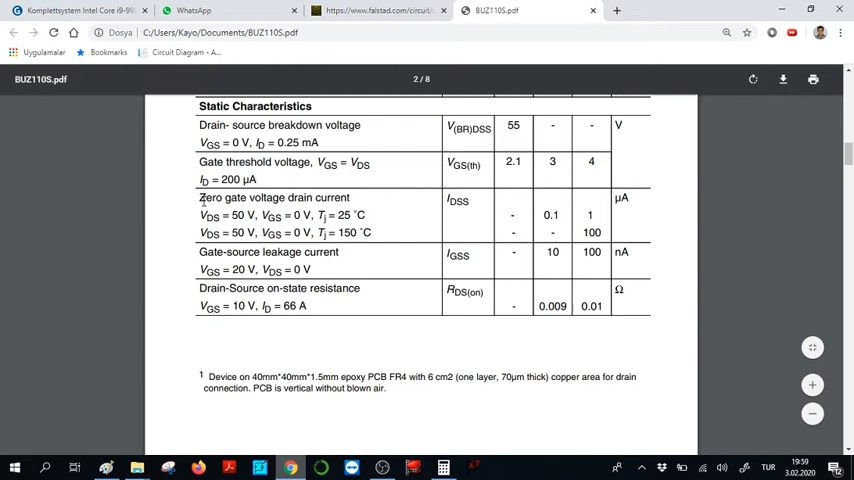 Komplettsystem Intel Core i9-99
WhatsApp
https://www.falstad.com/circuit/
BUZ110S.pdf
Dosya
C:/Users/Kayo/Documents/BUZ110S.pdf
Uygulamalar
Bookmarks
Circuit Diagram - A...
BUZ110S.pdf
2 / 8
Static Characteristics
Drain- source breakdown voltage
VGS = 0 V, ID = 0.25 mA
V(BR)DSS 55 - - V
Gate threshold voltage, VGS = VDS
ID = 200 µA
VGS(th) 2.1 3 4
Zero gate voltage drain current
IDSS µA
VDS = 50 V, VGS = 0 V, Tj = 25 ˚C - 0.1 1
VDS = 50 V, VGS = 0 V, Tj = 150 ˚C - - 100
Gate-source leakage current
IGSS - 10 100 nA
VGS = 20 V, VDS = 0 V
Drain-Source on-state resistance
RDS(on) Ω
VGS = 10 V, ID = 66 A - 0.009 0.01
1 Device on 40mm*40mm*1.5mm epoxy PCB FR4 with 6 cm2 (one layer, 70µm thick) copper area for drain
connection. PCB is vertical without blown air.
TUR
19:59
3.02.2020
12